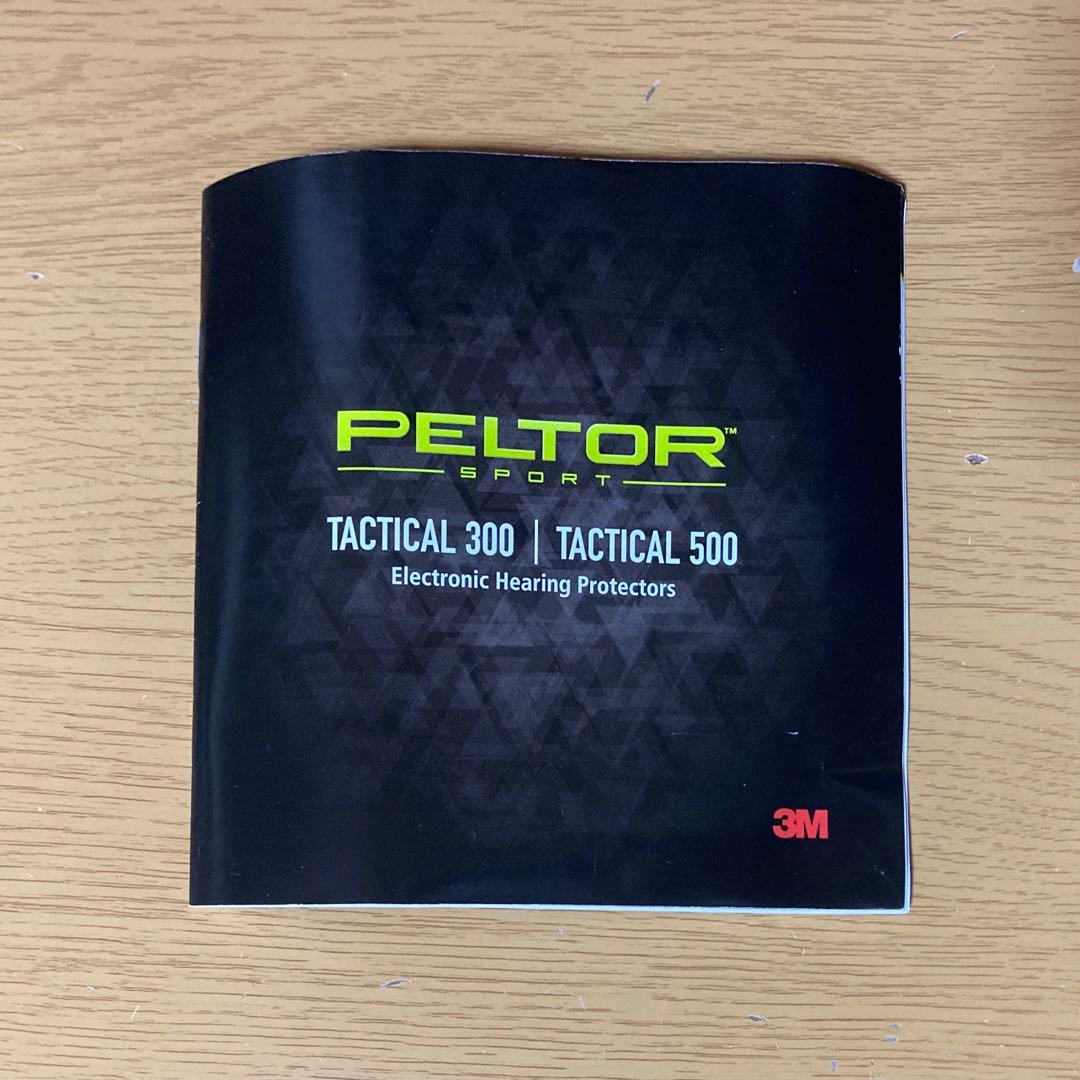 PELTOR™
SPORT
TACTICAL 300 | TACTICAL 500
Electronic Hearing Protectors
3M